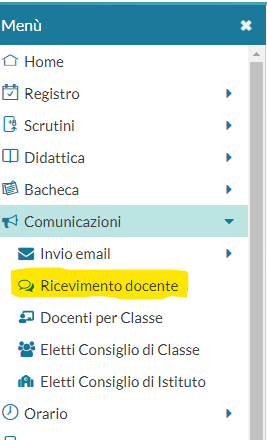 Menù
Home
Registro
Scrutini
Didattica
Bacheca
Comunicazioni
Invio email
Ricevimento docente
Docenti per Classe
Eletti Consiglio di Classe
Eletti Consiglio di Istituto
Orario